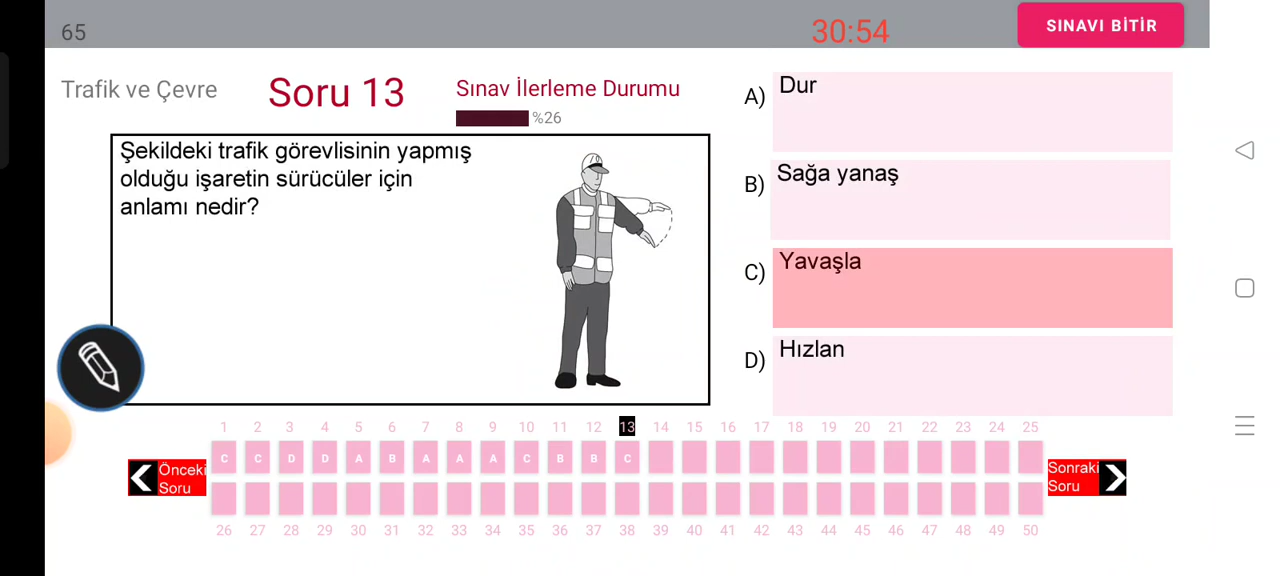 65
30:54
SINAVI BİTİR
Trafik ve Çevre
Soru 13
Sınav İlerleme Durumu
%26
Şekildeki trafik görevlisinin yapmış
olduğu işaretin sürücüler için
anlamı nedir?
A) Dur
B) Sağa yanaş
C) Yavaşla
D) Hızlan
1 2 3 4 5 6 7 8 9 10 11 12 13 14 15 16 17 18 19 20 21 22 23 24 25
C C D D A B A A A C B B C
Önceki
Soru
Sonraki
Soru
26 27 28 29 30 31 32 33 34 35 36 37 38 39 40 41 42 43 44 45 46 47 48 49 50